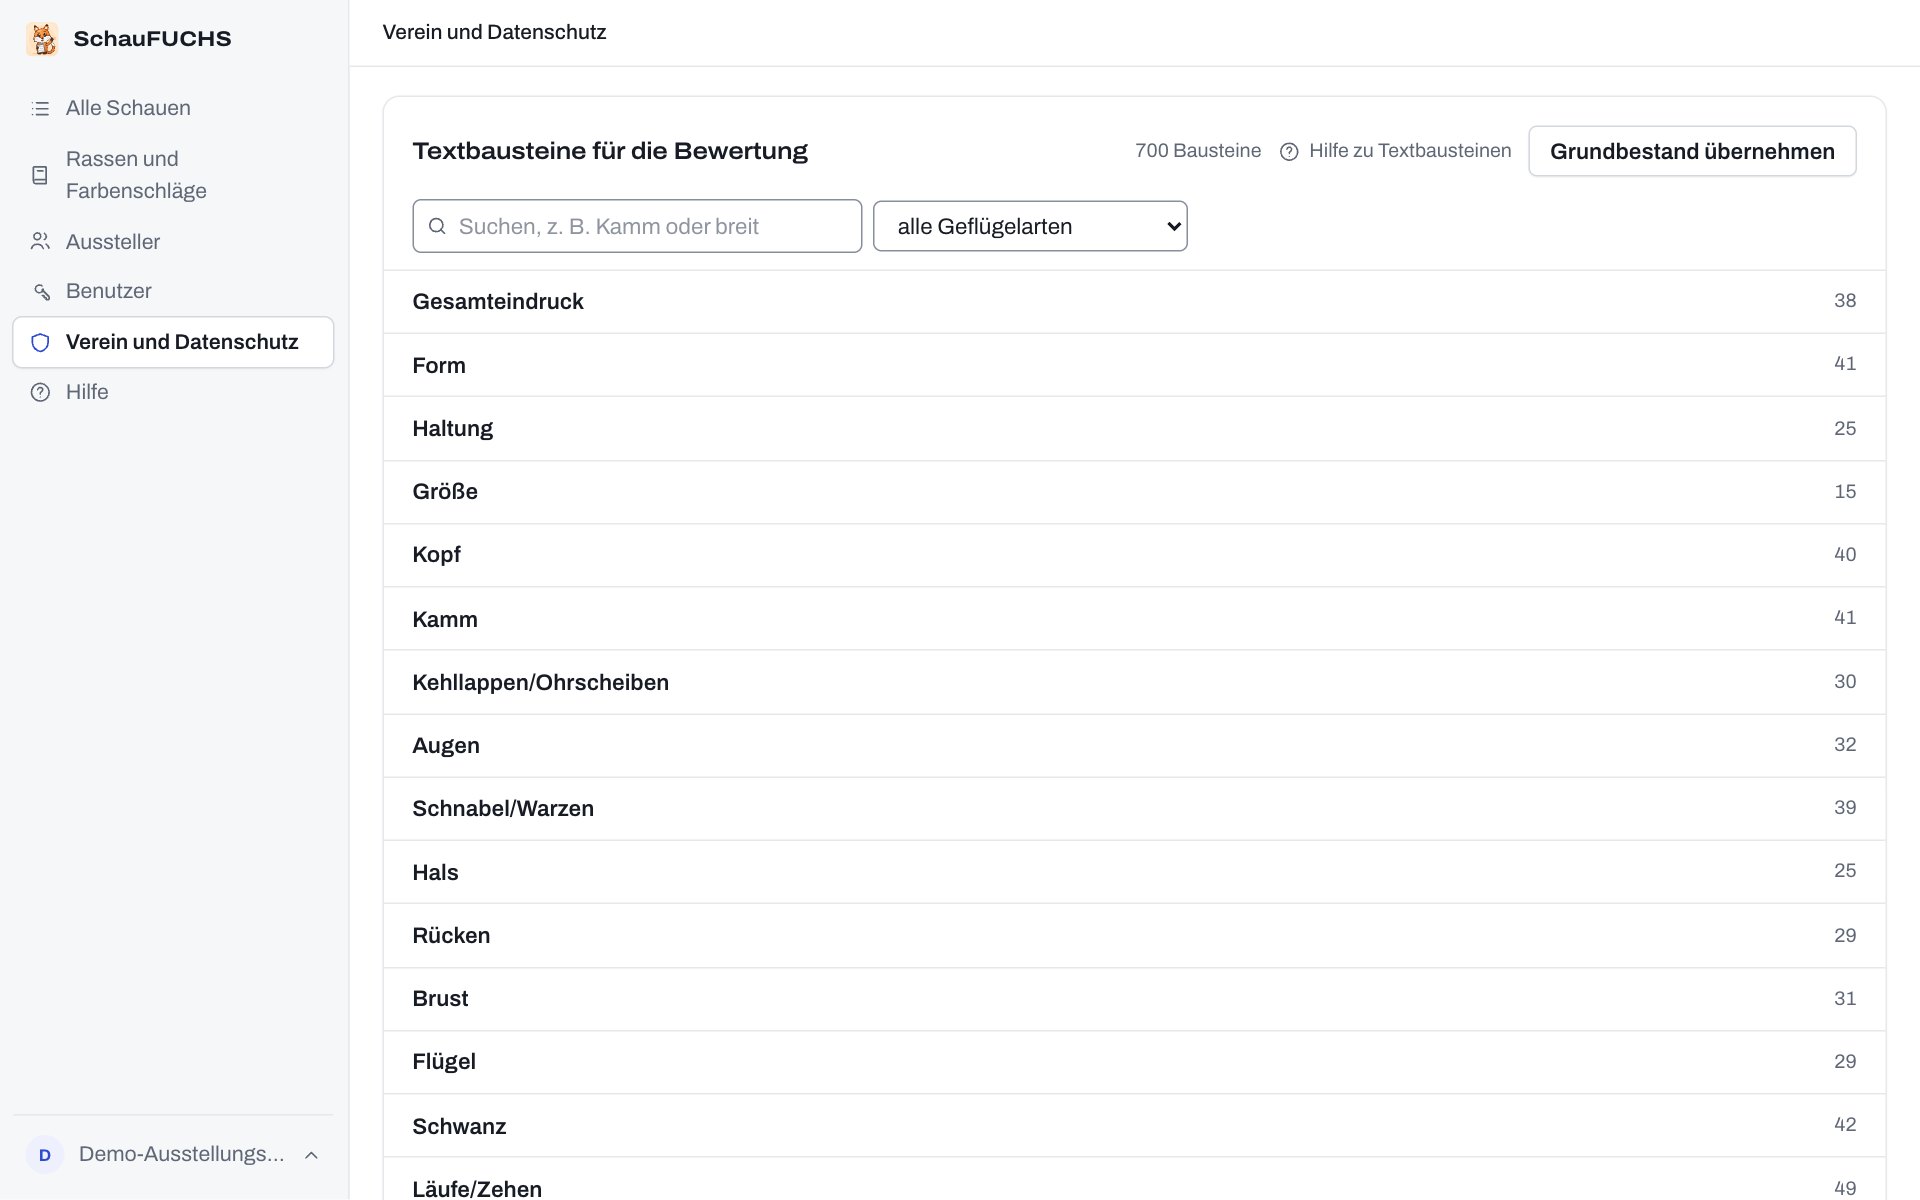 SchauFUCHS
Alle Schauen
Rassen und
Farbenschläge
Aussteller
Benutzer
Verein und Datenschutz
Hilfe
D Demo-Ausstellungs...
Verein und Datenschutz
Textbausteine für die Bewertung
700 Bausteine
Hilfe zu Textbausteinen
Grundbestand übernehmen
Suchen, z. B. Kamm oder breit
alle Geflügelarten
Gesamteindruck 38
Form 41
Haltung 25
Größe 15
Kopf 40
Kamm 41
Kehllappen/Ohrscheiben 30
Augen 32
Schnabel/Warzen 39
Hals 25
Rücken 29
Brust 31
Flügel 29
Schwanz 42
Läufe/Zehen 49